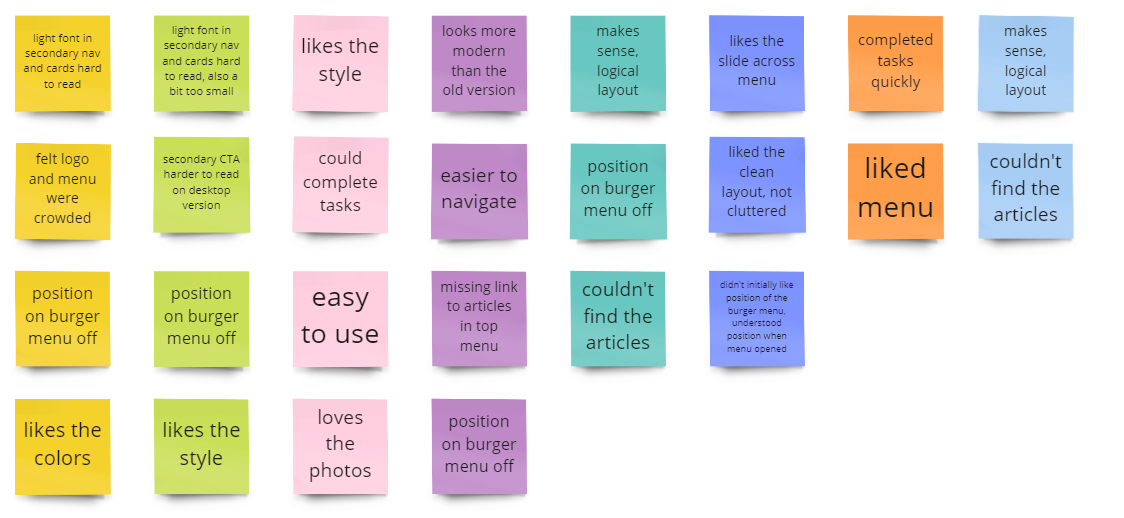 light font in
secondary nav
and cards hard
to read
light font in
secondary nav
and cards hard
to read, also a
bit too small
likes the
style
looks more
modern
than the
old version
makes
sense,
logical
layout
likes the
slide across
menu
completed
tasks
quickly
makes
sense,
logical
layout
felt logo
and menu
were
crowded
secondary CTA
harder to read
on desktop
version
could
complete
tasks
easier to
navigate
position
on burger
menu off
liked the
clean
layout, not
cluttered
liked
menu
couldn't
find the
articles
position
on burger
menu off
position
on burger
menu off
easy
to use
missing link
to articles
in top
menu
couldn't
find the
articles
didn't initially like
position of the
burger menu,
understood
position when
menu opened
likes the
colors
likes the
style
loves
the
photos
position
on burger
menu off